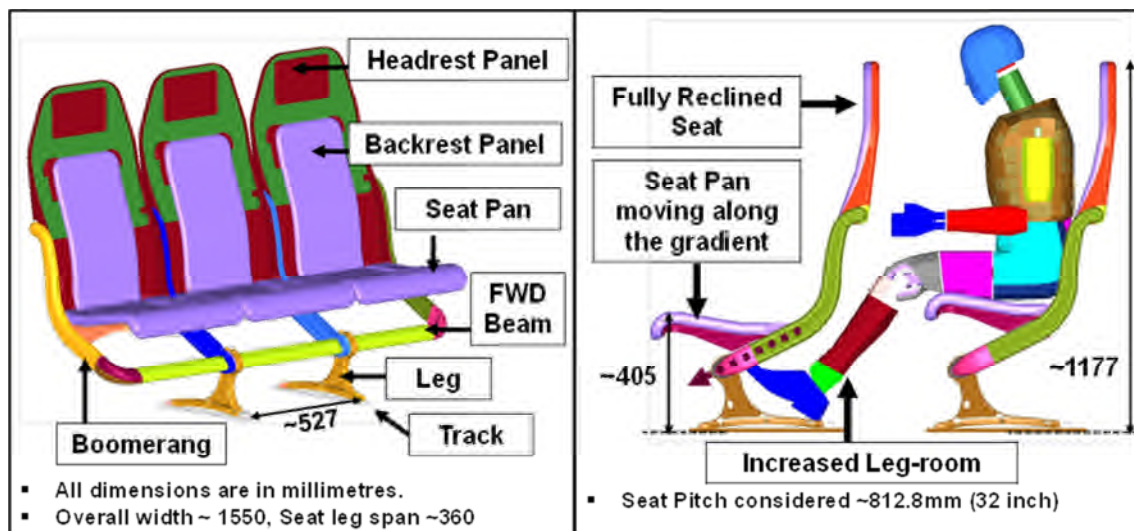 Headrest Panel
Backrest Panel
Seat Pan
FWD
Beam
Leg
~527
Track
Boomerang
▪ All dimensions are in millimetres.
▪ Overall width ~ 1550, Seat leg span ~360
Fully Reclined
Seat
Seat Pan
moving along
the gradient
~405
~1177
Increased Leg-room
▪ Seat Pitch considered ~812.8mm (32 inch)